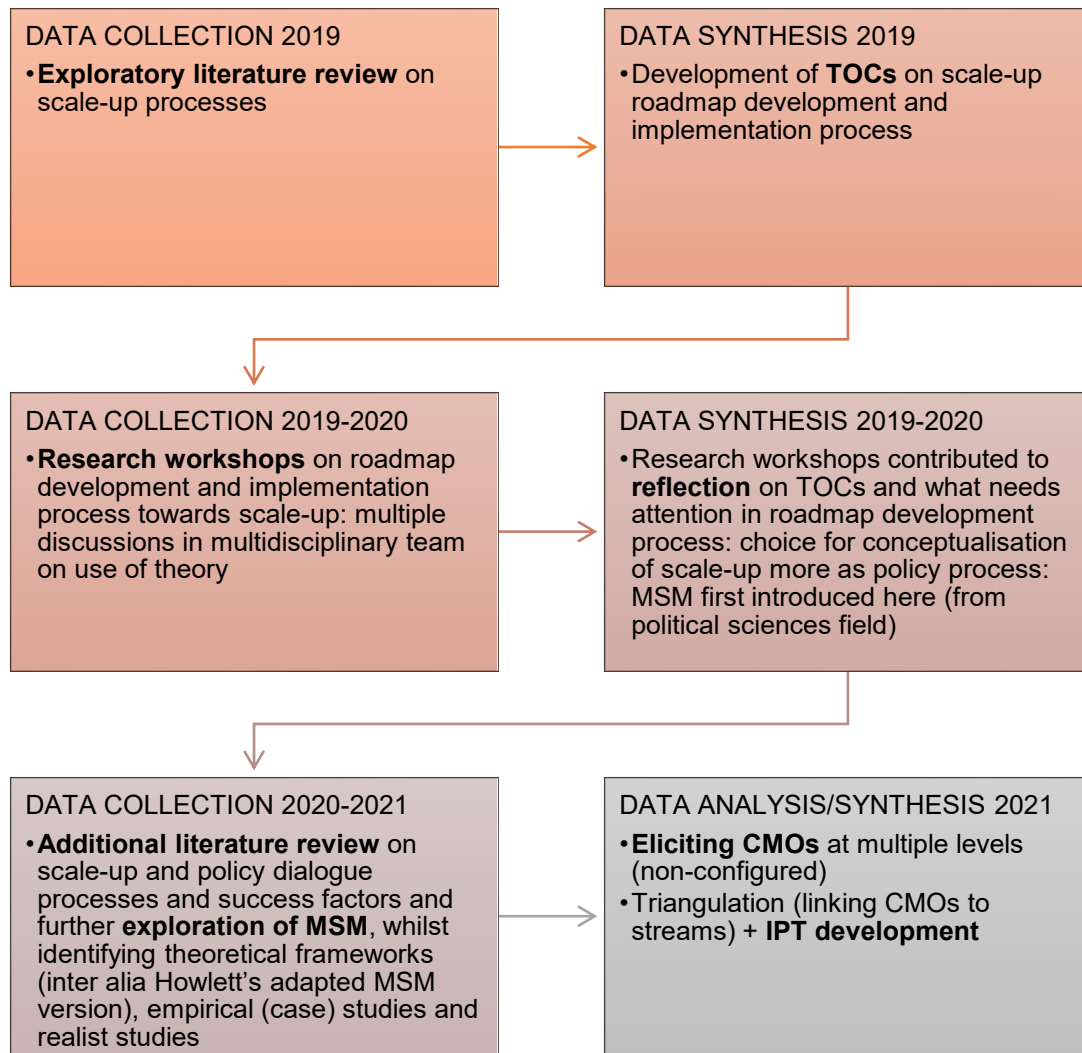 DATA COLLECTION 2019
•Exploratory literature review on
scale-up processes
DATA SYNTHESIS 2019
•Development of TOCs on scale-up
roadmap development and
implementation process
DATA COLLECTION 2019-2020
•Research workshops on roadmap
development and implementation
process towards scale-up: multiple
discussions in multidisciplinary team
on use of theory
DATA SYNTHESIS 2019-2020
•Research workshops contributed to
reflection on TOCs and what needs
attention in roadmap development
process: choice for conceptualisation
of scale-up more as policy process:
MSM first introduced here (from
political sciences field)
DATA COLLECTION 2020-2021
•Additional literature review on
scale-up and policy dialogue
processes and success factors and
further exploration of MSM, whilst
identifying theoretical frameworks
(inter alia Howlett's adapted MSM
version), empirical (case) studies and
realist studies
DATA ANALYSIS/SYNTHESIS 2021
•Eliciting CMOs at multiple levels
(non-configured)
•Triangulation (linking CMOs to
streams) + IPT development